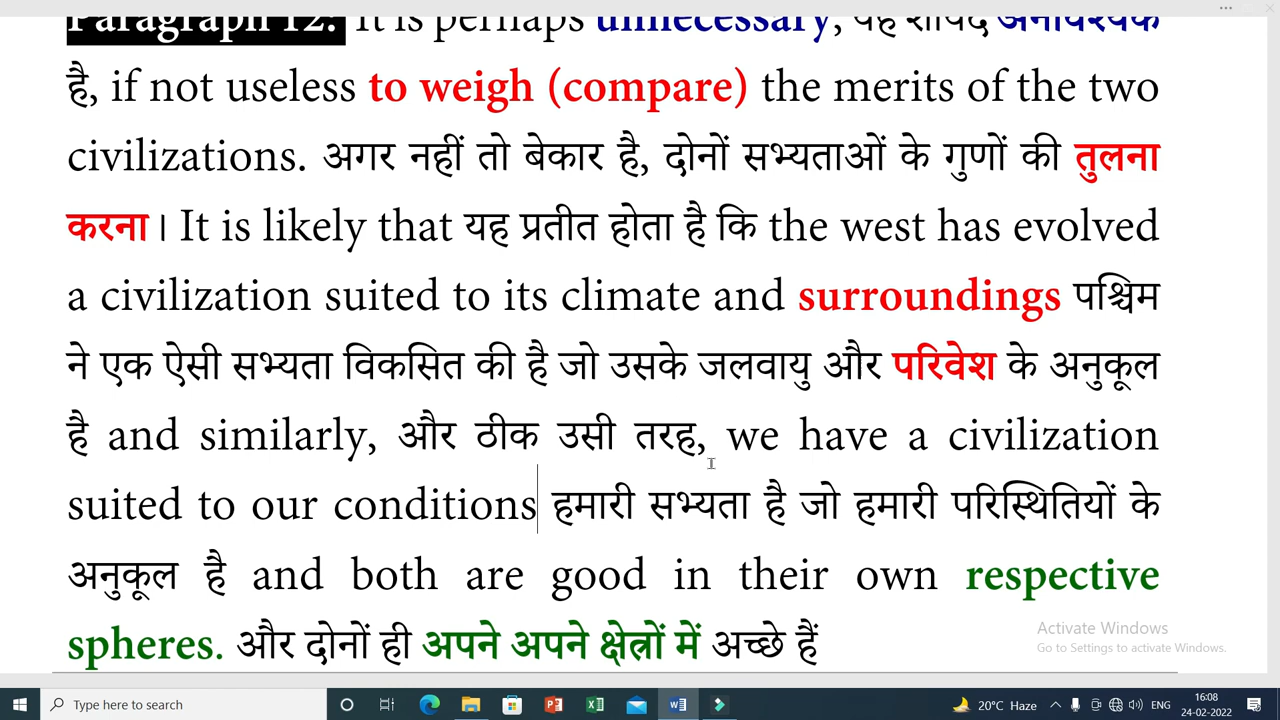 Paragraph 12: It is perhaps unnecessary, यह शायद अनावश्यक
है, if not useless to weigh (compare) the merits of the two
civilizations. अगर नहीं तो बेकार है, दोनों सभ्यताओं के गुणों की तुलना
करना। It is likely that यह प्रतीत होता है कि the west has evolved
a civilization suited to its climate and surroundings पश्चिम
ने एक ऐसी सभ्यता विकसित की है जो उसके जलवायु और परिवेश के अनुकूल
है and similarly, और ठीक उसी तरह, we have a civilization
suited to our conditions हमारी सभ्यता है जो हमारी परिस्थितियों के
अनुकूल है and both are good in their own respective
spheres. और दोनों ही अपने अपने क्षेत्रों में अच्छे हैं
Activate Windows
Go to Settings to activate Windows.
Type here to search
20°C Haze
ENG
16:08
24-02-2022